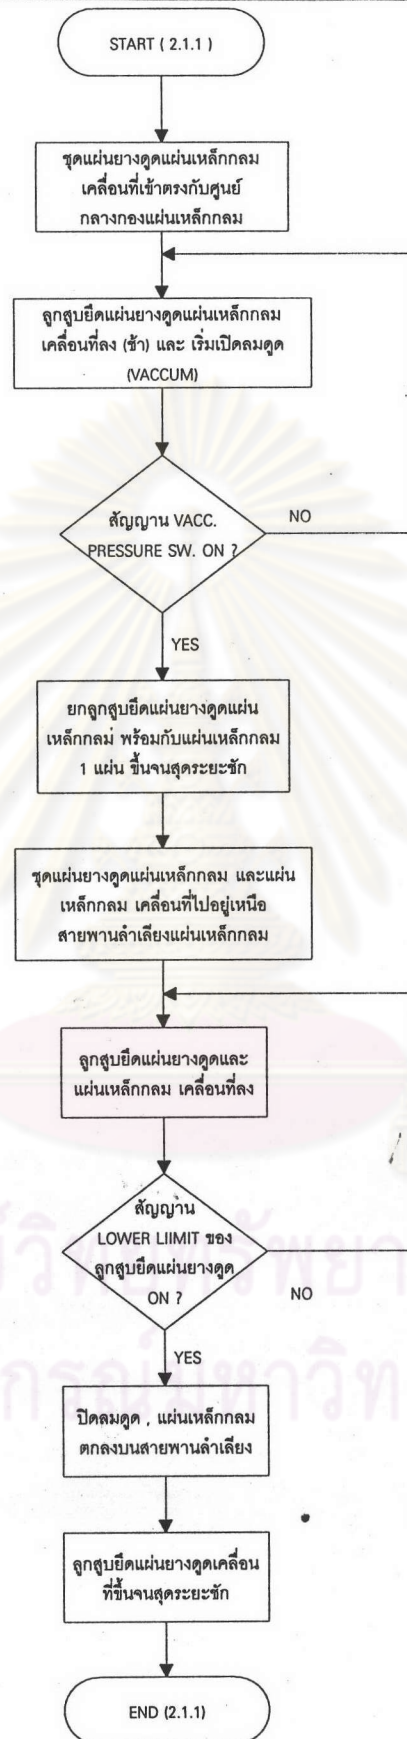 START ( 2.1.1 )
ชุดแผ่นยางดูดแผ่นเหล็กกลม
เคลื่อนที่เข้าตรงกับศูนย์
กลางกองแผ่นเหล็กกลม
ลูกสูบยึดแผ่นยางดูดแผ่นเหล็กกลม
เคลื่อนที่ลง (ช้า) และ เริ่มเปิดลมดูด
(VACCUM)
สัญญาน VACC.
PRESSURE SW. ON ?
NO
YES
ยกลูกสูบยึดแผ่นยางดูดแผ่น
เหล็กกลม พร้อมกับแผ่นเหล็กกลม
1 แผ่น ขึ้นจนสุดระยะชัก
ชุดแผ่นยางดูดแผ่นเหล็กกลม และแผ่น
เหล็กกลม เคลื่อนที่ไปอยู่เหนือ
สายพานลำเลียงแผ่นเหล็กกลม
ลูกสูบยึดแผ่นยางดูดและ
แผ่นเหล็กกลม เคลื่อนที่ลง
สัญญาน
LOWER LIIMIT ของ
ลูกสูบยึดแผ่นยางดูด
ON ?
NO
YES
ปิดลมดูด , แผ่นเหล็กกลม
ตกลงบนสายพานลำเลียง
ลูกสูบยึดแผ่นยางดูดเคลื่อน
ที่ขึ้นจนสุดระยะชัก
END (2.1.1)